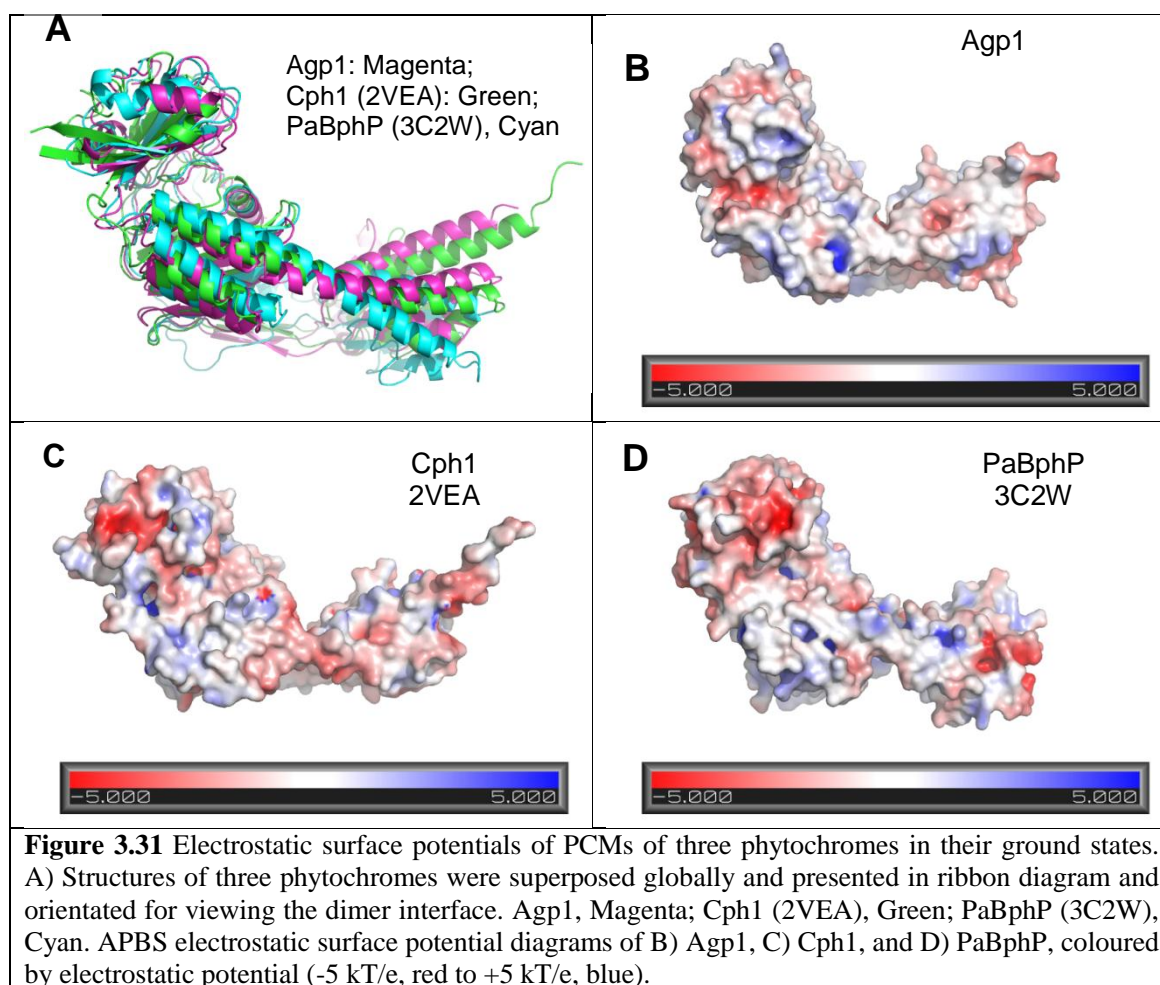 A
Agp1: Magenta;
Cph1 (2VEA): Green;
PaBphP (3C2W), Cyan
B
Agp1
-5.000
5.000
C
Cph1
2VEA
-5.000
5.000
D
PaBphP
3C2W
-5.000
5.000
Figure 3.31 Electrostatic surface potentials of PCMs of three phytochromes in their ground states.
A) Structures of three phytochromes were superposed globally and presented in ribbon diagram and
orientated for viewing the dimer interface. Agp1, Magenta; Cph1 (2VEA), Green; PaBphP (3C2W),
Cyan. APBS electrostatic surface potential diagrams of B) Agp1, C) Cph1, and D) PaBphP, coloured
by electrostatic potential (-5 kT/e, red to +5 kT/e, blue).